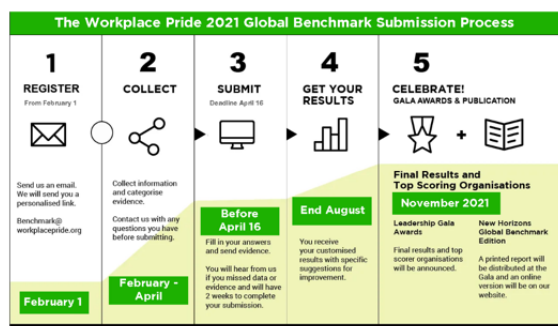 The Workplace Pride 2021 Global Benchmark Submission Process
1
REGISTER
From February 1
Send us an email.
We will send you a
personalised link.
Benchmark@
workplacepride.org
February 1
2
COLLECT
Collect information
and categorise
evidence.
Contact us with any
questions you have
before submitting.
February -
April
3
SUBMIT
Deadline April 16
Before
April 16
Fill in your answers
and send evidence.
You will hear from us
if you missed data or
evidence and will have
2 weeks to complete
your submission.
4
GET YOUR
RESULTS
End August
You receive
your customised
results with specific
suggestions for
improvement.
5
CELEBRATE!
GALA AWARDS & PUBLICATION
+
Final Results and
Top Scoring Organisations
November 2021
Leadership Gala
Awards
Final results and top
scorer organisations
will be announced.
New Horizons
Global Benchmark
Edition
A printed report will
be distributed at the
Gala and an online
version will be on our
website.